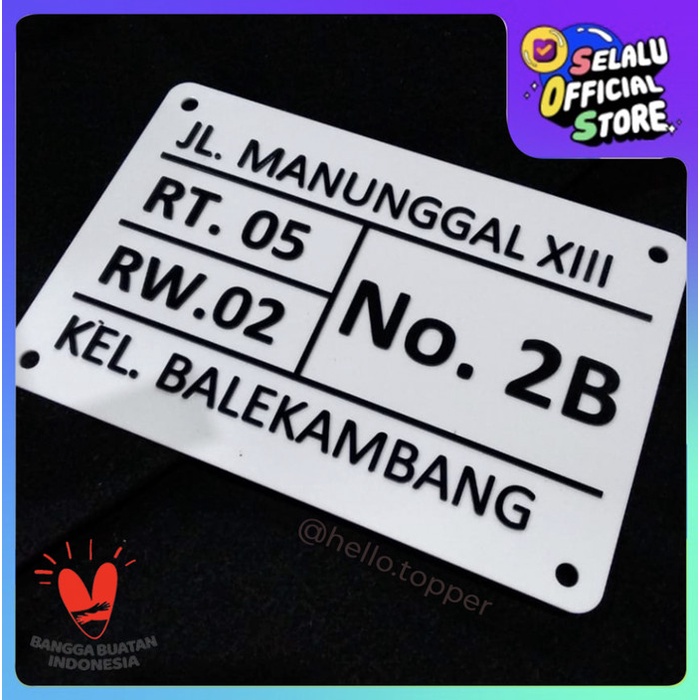 SELALU
OFFICIAL
STORE
JL. MANUNGGAL XIII
RT. 05
RW.02
No. 2B
KEL. BALEKAMBANG
@hello.topper
BANGGA BUATAN
INDONESIA